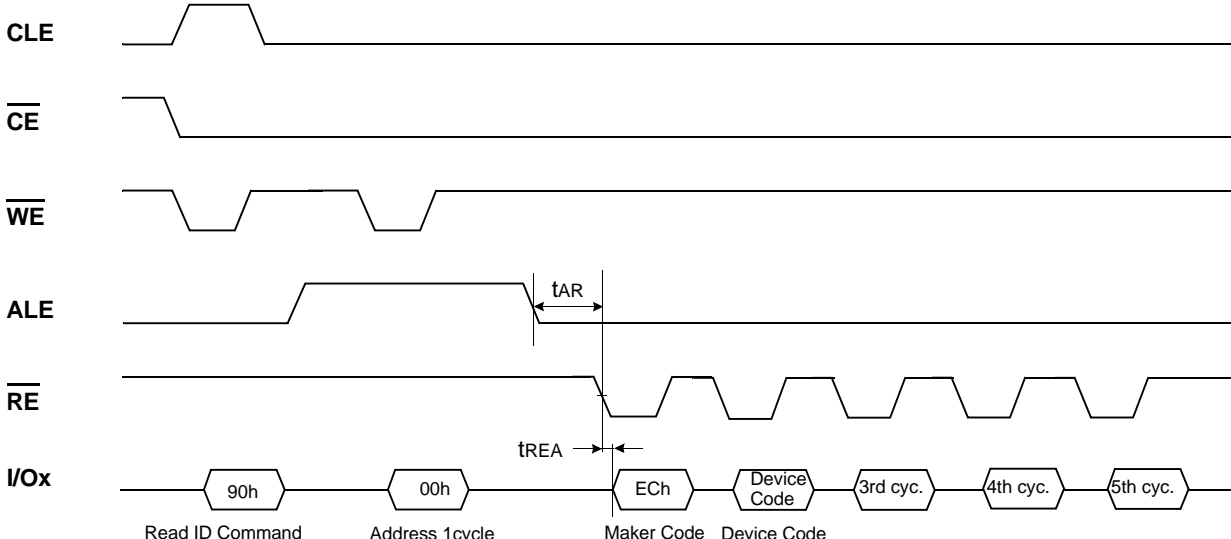 CLE
CE
WE
ALE
tAR
RE
tREA
I/Ox
90h
00h
ECh
Device
Code
3rd cyc.
4th cyc.
5th cyc.
Read ID Command
Address 1cycle
Maker Code
Device Code